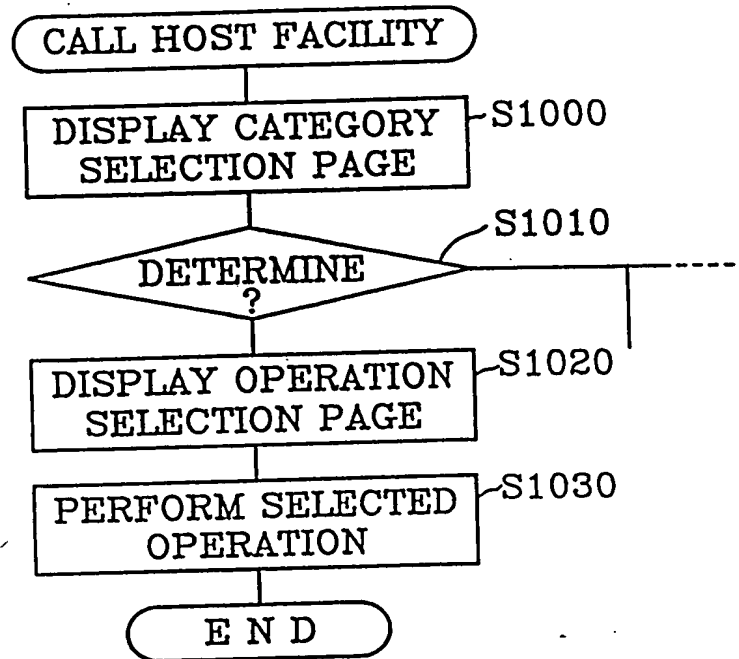 CALL HOST FACILITY
DISPLAY CATEGORY
SELECTION PAGE
S1000
DETERMINE
?
S1010
DISPLAY OPERATION
SELECTION PAGE
S1020
PERFORM SELECTED
OPERATION
S1030
END